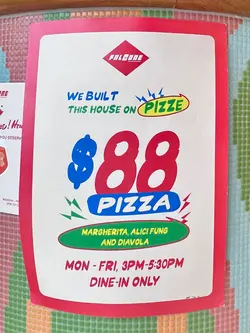 FALCONE
WE BUILT
THIS HOUSE ON PIZZE
$88
PIZZA
MARGHERITA, ALICI FUNG
AND DIAVOLA
MON - FRI, 3PM-5:30PM
DINE-IN ONLY